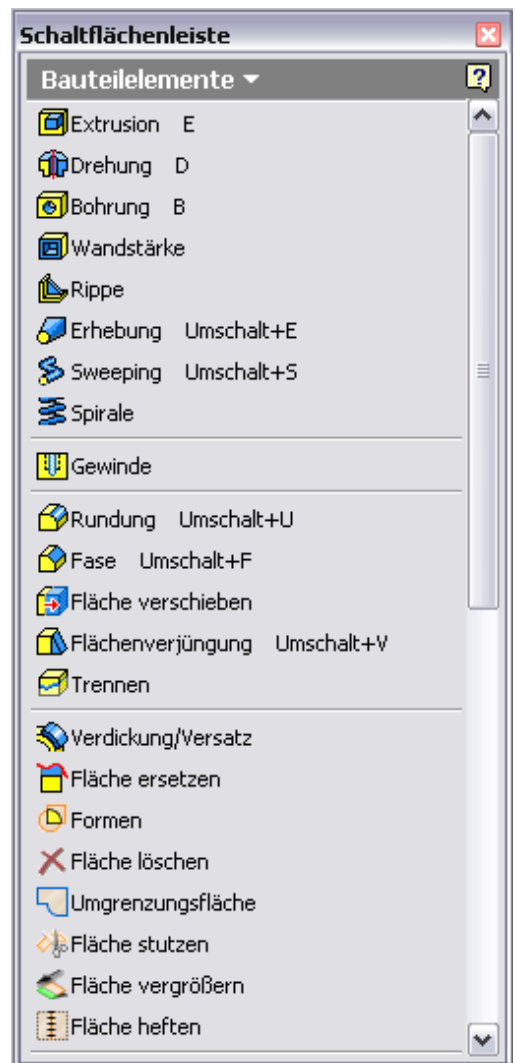 Schaltflächenleiste
Bauteilelemente
Extrusion E
Drehung D
Bohrung B
Wandstärke
Rippe
Erhebung Umschalt+E
Sweeping Umschalt+S
Spirale
Gewinde
Rundung Umschalt+U
Fase Umschalt+F
Fläche verschieben
Flächenverjüngung Umschalt+V
Trennen
Verdickung/Versatz
Fläche ersetzen
Formen
Fläche löschen
Umgrenzungsfläche
Fläche stutzen
Fläche vergrößern
Fläche heften